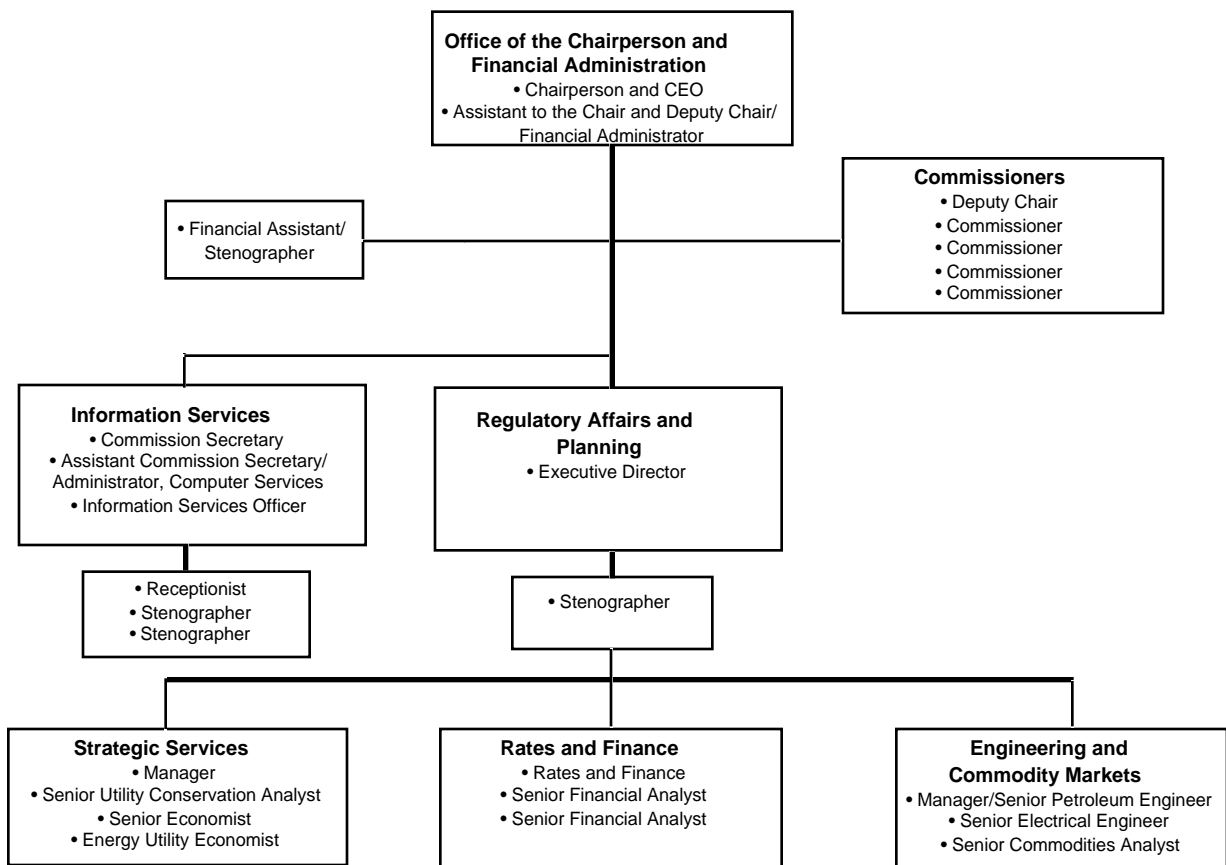 Office of the Chairperson and
Financial Administration
• Chairperson and CEO
• Assistant to the Chair and Deputy Chair/
Financial Administrator
• Financial Assistant/
Stenographer
Commissioners
• Deputy Chair
• Commissioner
• Commissioner
• Commissioner
• Commissioner
Information Services
• Commission Secretary
• Assistant Commission Secretary/
Administrator, Computer Services
• Information Services Officer
Regulatory Affairs and
Planning
• Executive Director
• Receptionist
• Stenographer
• Stenographer
• Stenographer
Strategic Services
• Manager
• Senior Utility Conservation Analyst
• Senior Economist
• Energy Utility Economist
Rates and Finance
• Rates and Finance
• Senior Financial Analyst
• Senior Financial Analyst
Engineering and
Commodity Markets
• Manager/Senior Petroleum Engineer
• Senior Electrical Engineer
• Senior Commodities Analyst